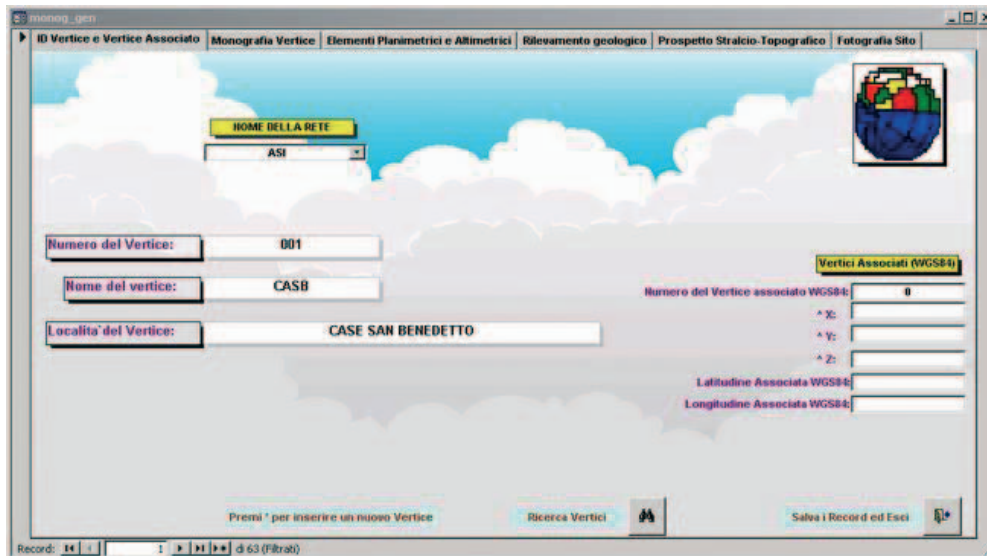 monog_gen
ID Vertice e Vertice Associato Monografia Vertice Elementi Planimetrici e Altimetrici Rilevamento geologico Prospetto Stralcio-Topografico Fotografia Sito
NOME DELLA RETE
ASI
Numero del Vertice: 001
Nome del vertice: CASB
Localita' del Vertice: CASE SAN BENEDETTO
Vertici Associati (WGS84)
Numero del Vertice associato WGS84: 0
^ X:
^ Y:
^ Z:
Latitudine Associata WGS84:
Longitudine Associata WGS84:
Premi * per inserire un nuovo Vertice Ricerca Vertici Salva i Record ed Esci
Record: 1 di 63 (Filtrati)